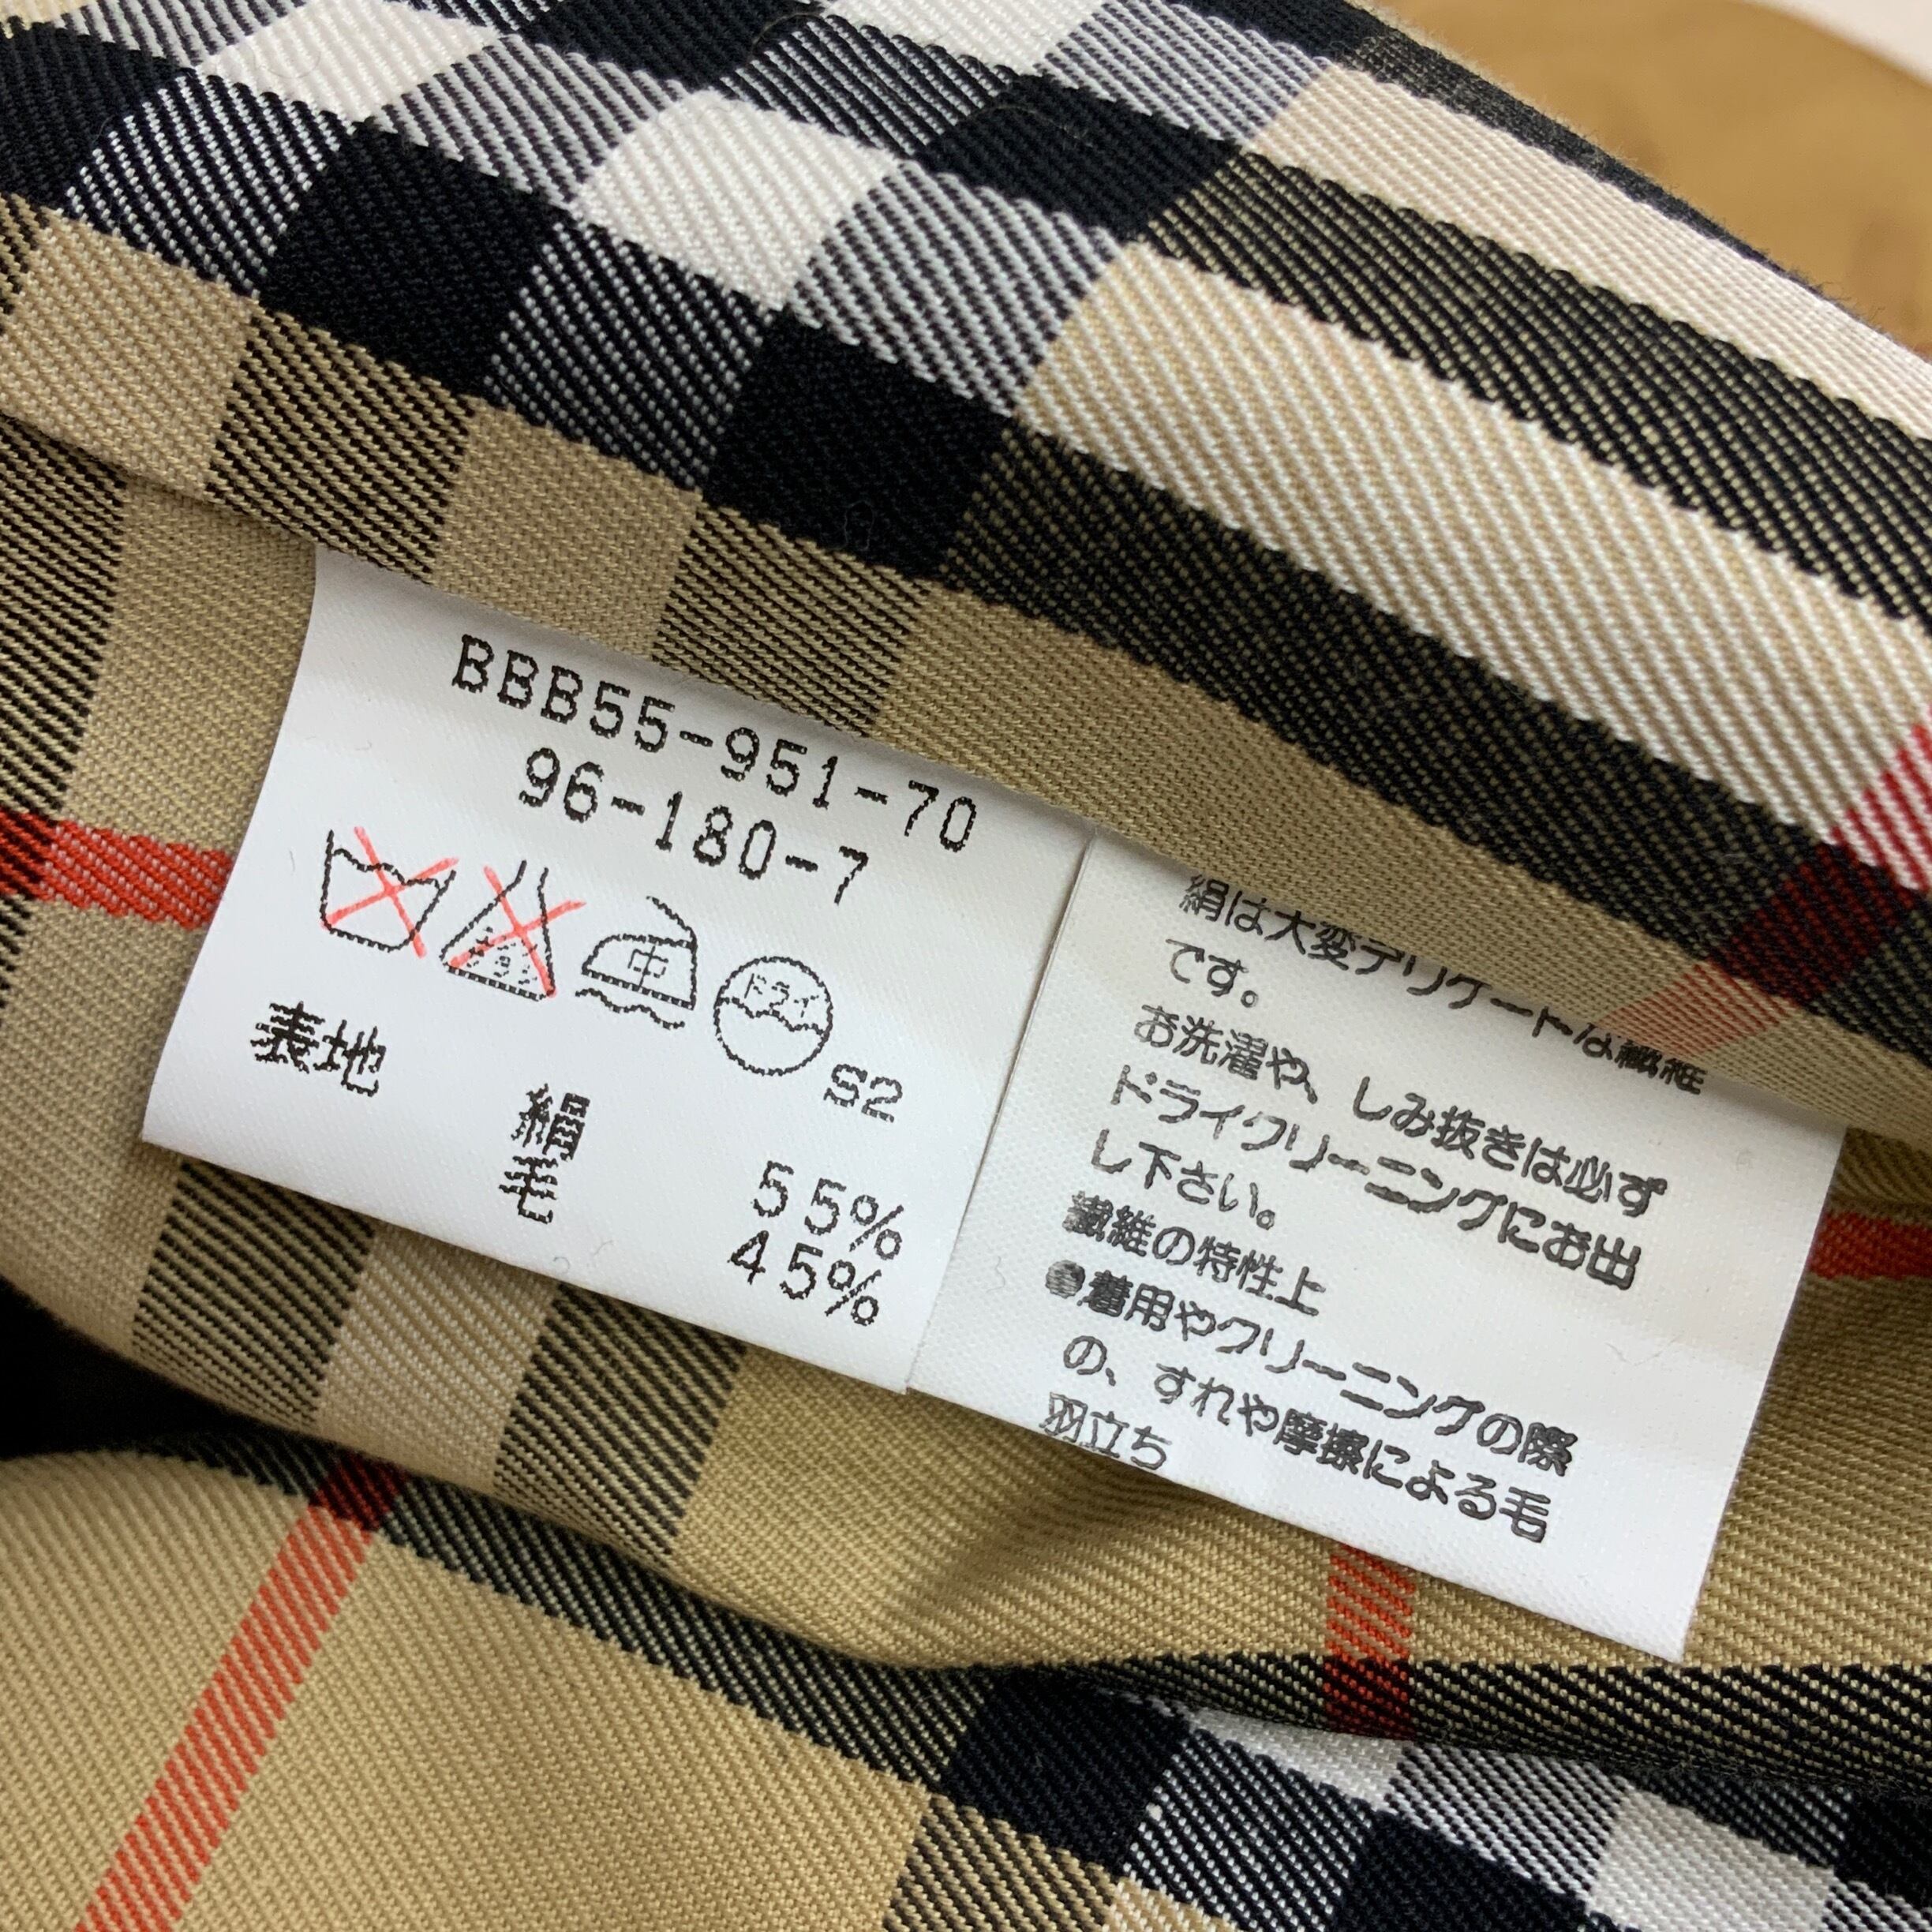 BBB55-951-70
96-180-7
中
ドライ
S2
表地
絹 55%
毛 45%
絹は大変デリケートな繊維
です。
お洗濯や、しみ抜きは必ず
ドライクリーニングにお出
し下さい。
繊維の特性上
●着用やクリーニングの際
の、すれや摩擦による毛
羽立ち